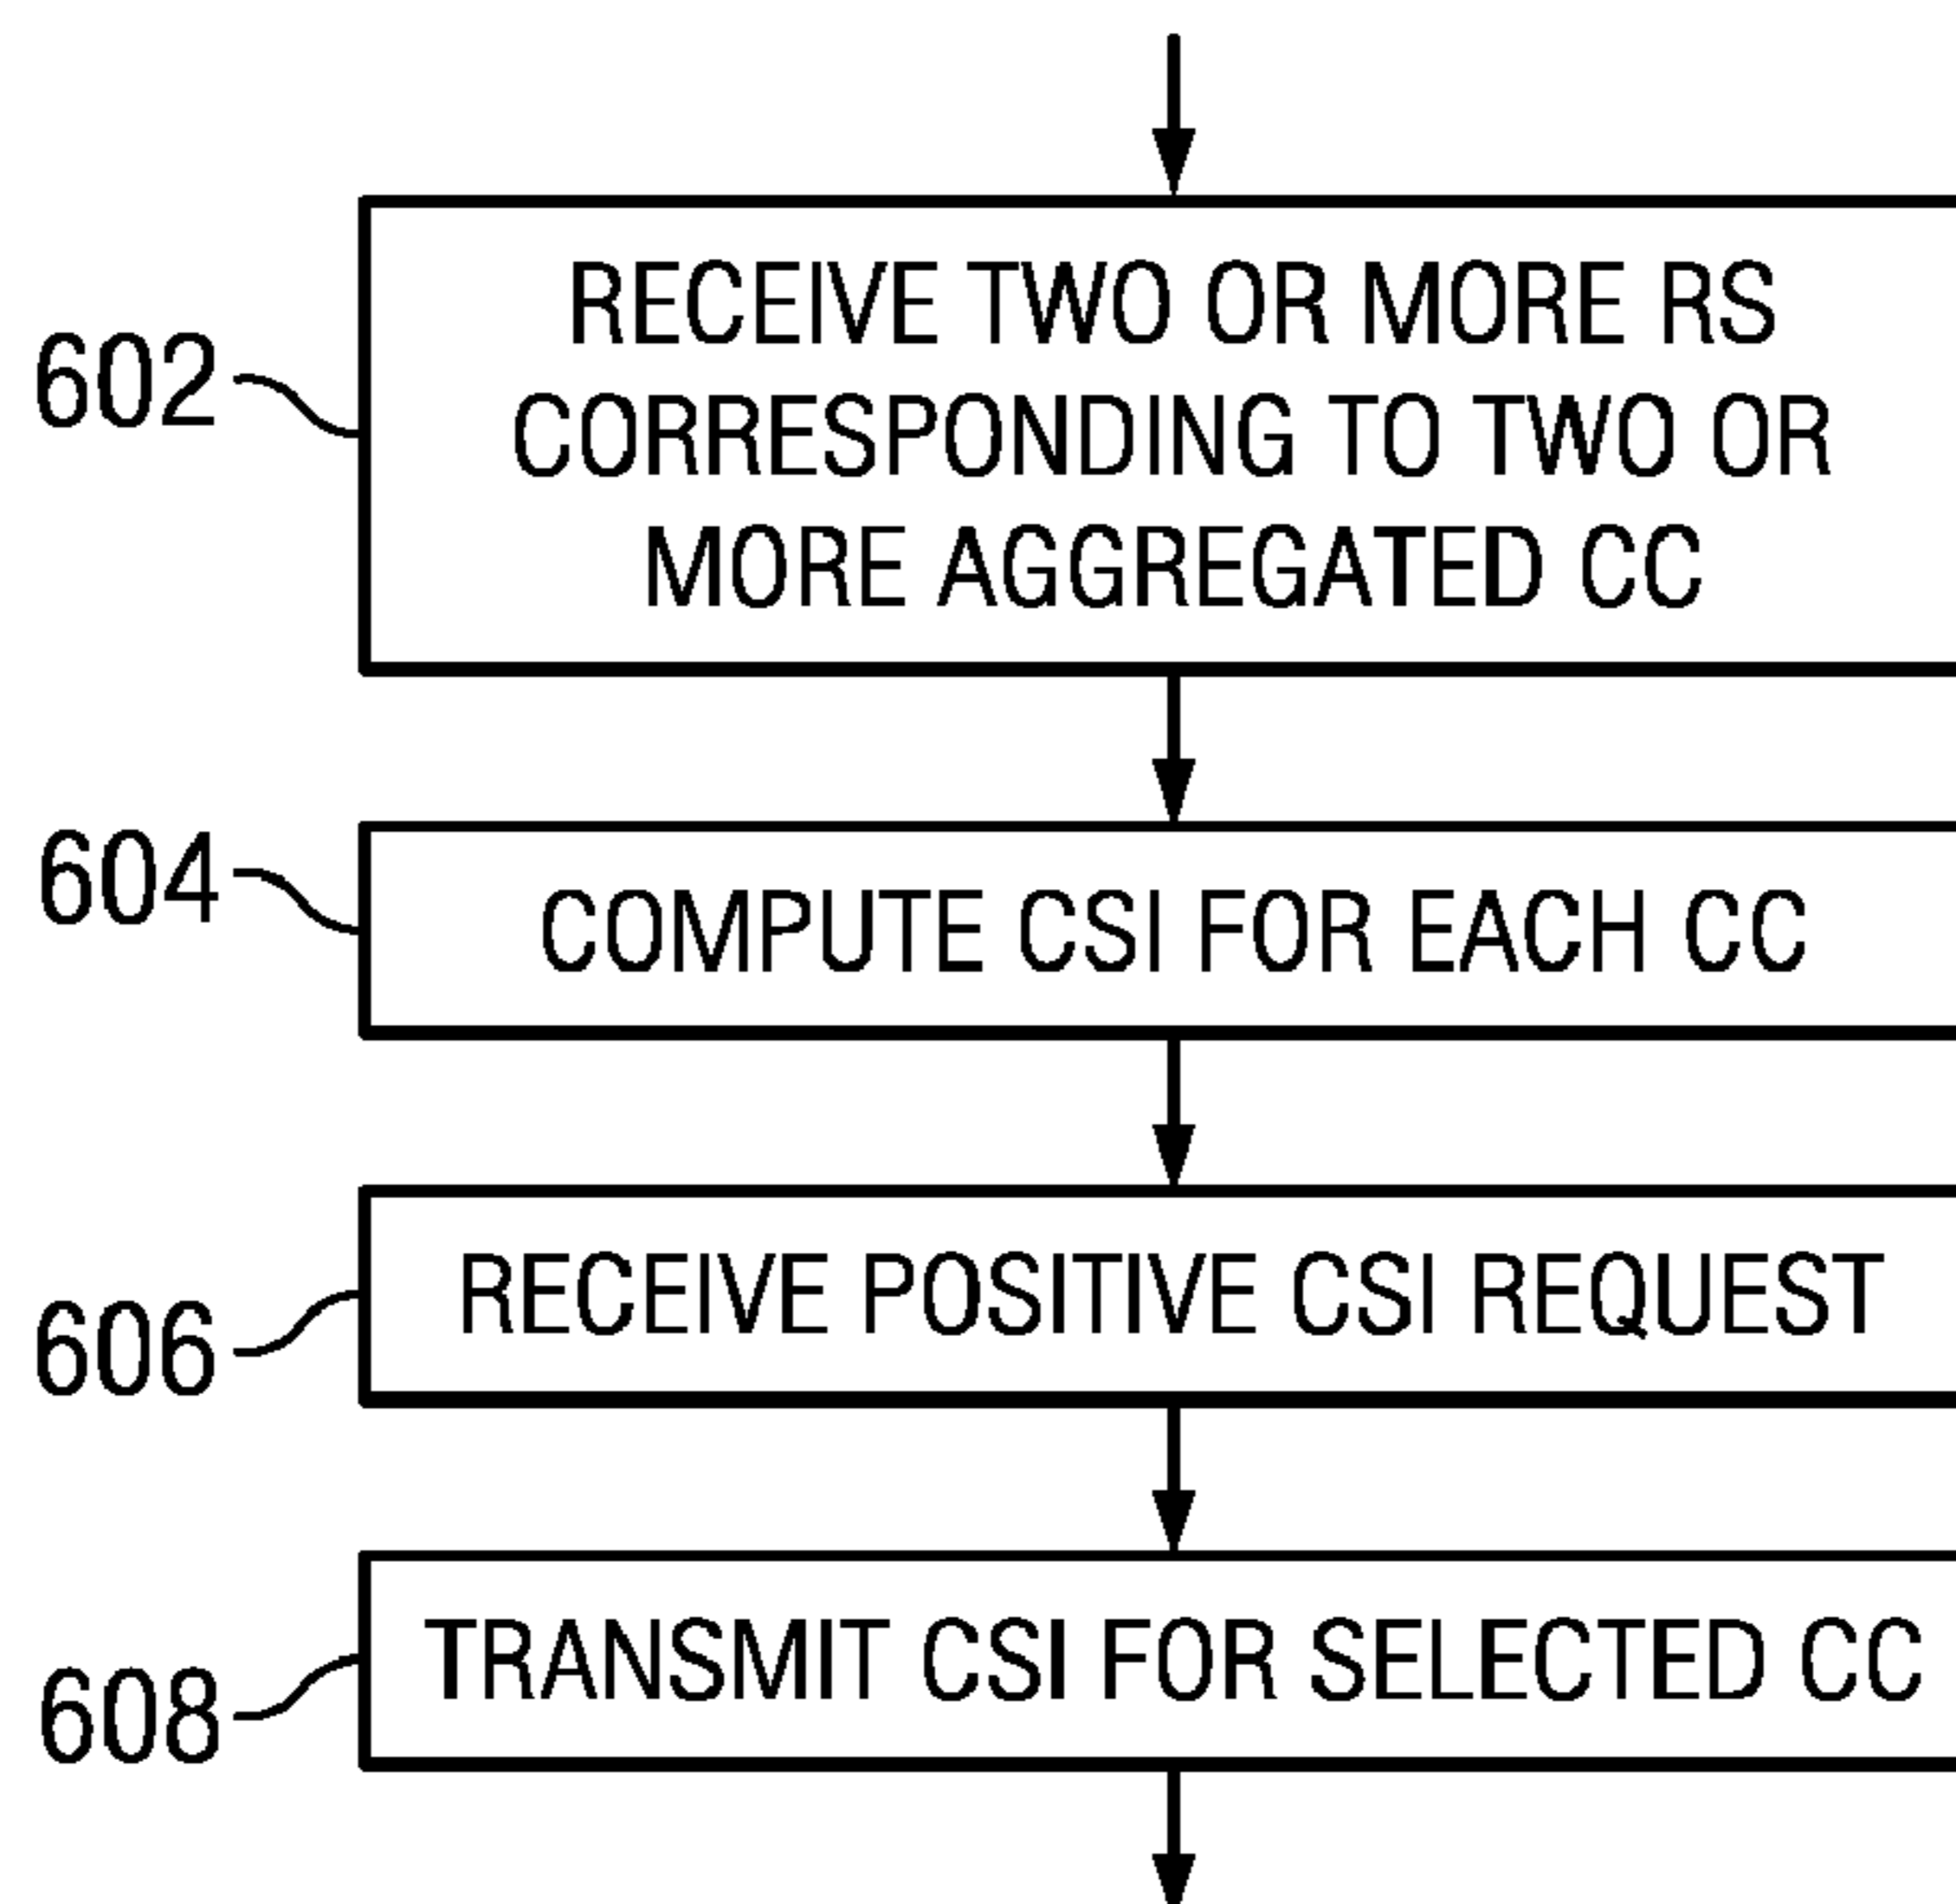 602
RECEIVE TWO OR MORE RS
CORRESPONDING TO TWO OR
MORE AGGREGATED CC
604
COMPUTE CSI FOR EACH CC
606
RECEIVE POSITIVE CSI REQUEST
608
TRANSMIT CSI FOR SELECTED CC